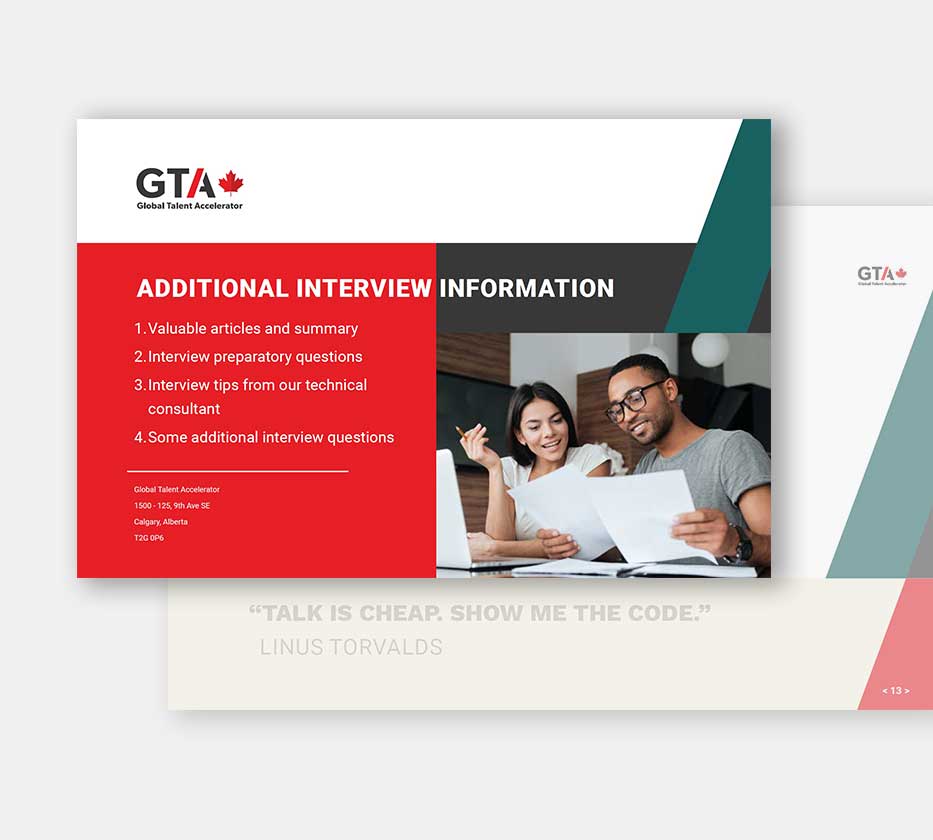 GTA
Global Talent Accelerator
ADDITIONAL INTERVIEW INFORMATION
1. Valuable articles and summary
2. Interview preparatory questions
3. Interview tips from our technical
consultant
4. Some additional interview questions
Global Talent Accelerator
1500 - 125, 9th Ave SE
Calgary, Alberta
T2G 0P6
GTA
Global Talent Accelerator
“TALK IS CHEAP. SHOW ME THE CODE.”
LINUS TORVALDS
< 13 >